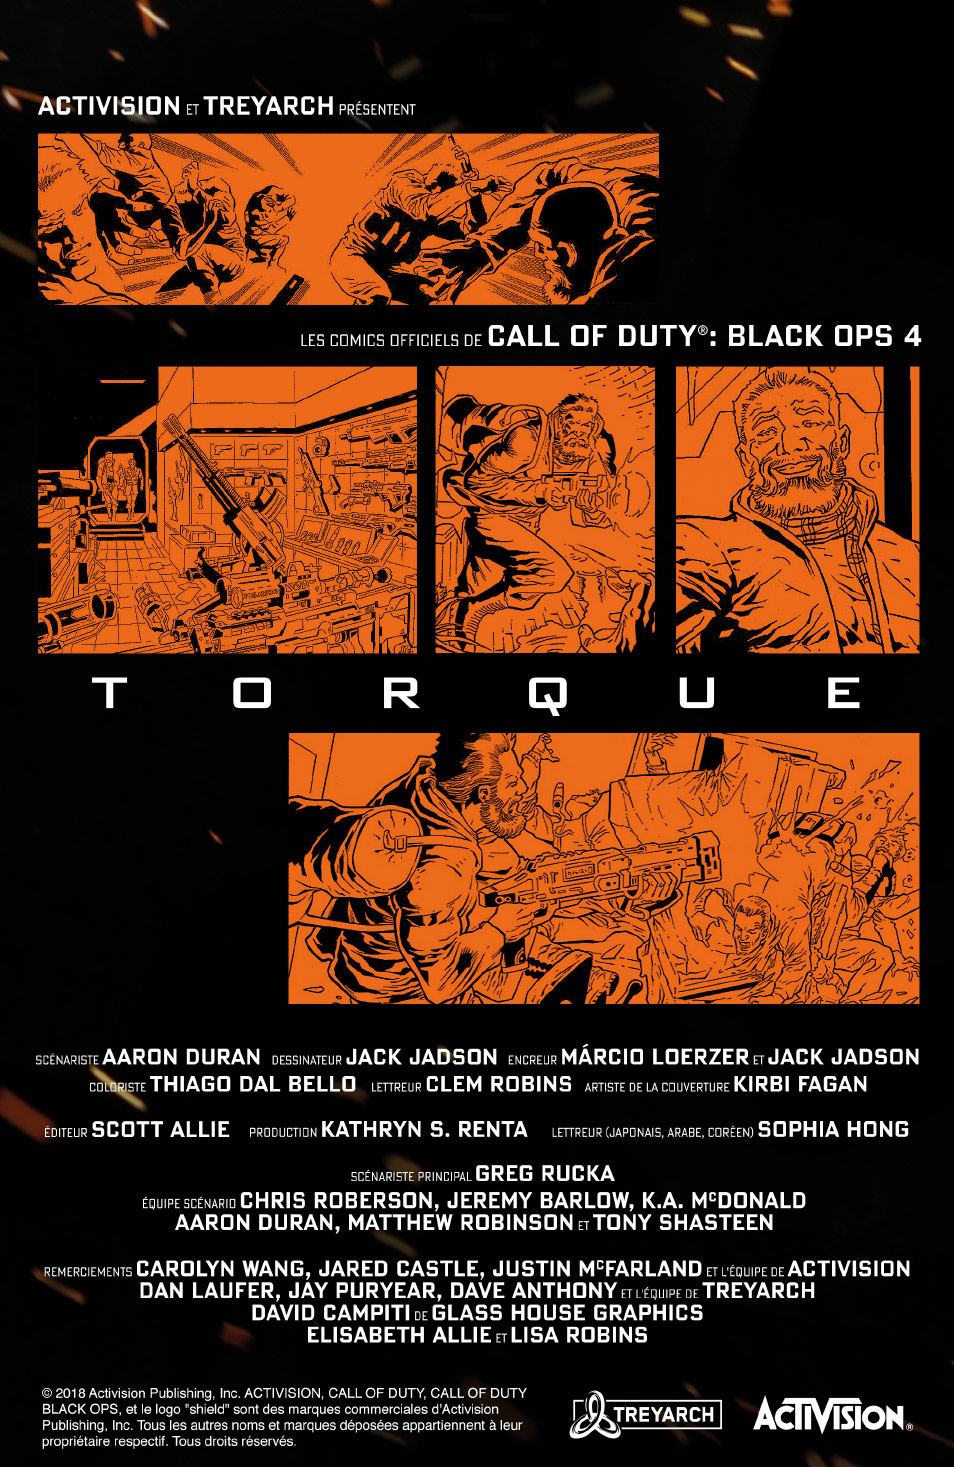 ACTIVISION ET TREYARCH PRÉSENTENT
LES COMICS OFFICIELS DE CALL OF DUTY®: BLACK OPS 4
TORQUE
SCÉNARISTE AARON DURAN DESSINATEUR JACK JADSON ENCREUR MÁRCIO LOERZER ET JACK JADSON
COLORISTE THIAGO DAL BELLO LETTREUR CLEM ROBINS ARTISTE DE LA COUVERTURE KIRBI FAGAN
ÉDITEUR SCOTT ALLIE PRODUCTION KATHRYN S. RENTA LETTREUR (JAPONAIS, ARABE, CORÉEN) SOPHIA HONG
SCÉNARISTE PRINCIPAL GREG RUCKA
ÉQUIPE SCÉNARIO CHRIS ROBERSON, JEREMY BARLOW, K.A. McDONALD
AARON DURAN, MATTHEW ROBINSON ET TONY SHASTEEN
REMERCIEMENTS CAROLYN WANG, JARED CASTLE, JUSTIN McFARLAND ET L'ÉQUIPE DE ACTIVISION
DAN LAUFER, JAY PURYEAR, DAVE ANTHONY ET L'ÉQUIPE DE TREYARCH
DAVID CAMPITI DE GLASS HOUSE GRAPHICS
ELISABETH ALLIE ET LISA ROBINS
© 2018 Activision Publishing, Inc. ACTIVISION, CALL OF DUTY, CALL OF DUTY
BLACK OPS, et le logo "shield" sont des marques commerciales d'Activision
Publishing, Inc. Tous les autres noms et marques déposées appartiennent à leur
propriétaire respectif. Tous droits réservés.
TREYARCH
ACTIVISION®